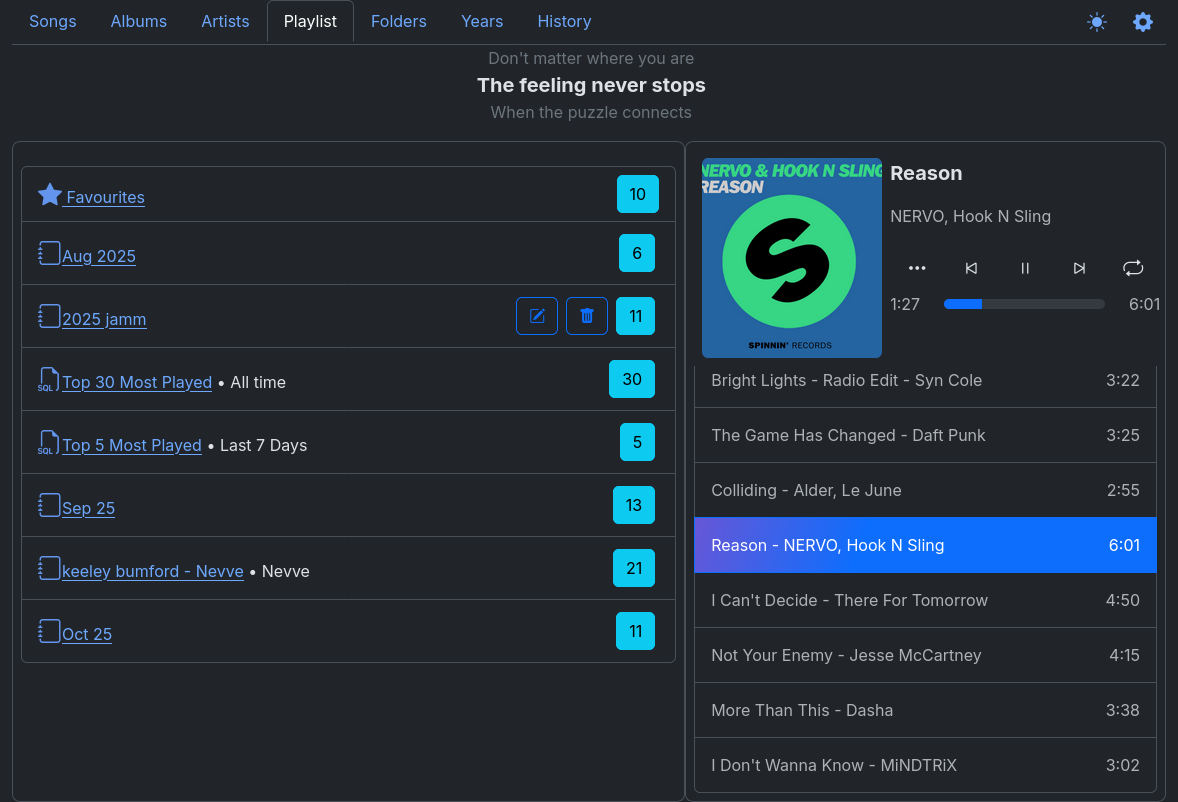 Songs Albums Artists Playlist Folders Years History
Don't matter where you are
The feeling never stops
When the puzzle connects
Favourites 10
Aug 2025 6
2025 jamm 11
SQL Top 30 Most Played • All time 30
SQL Top 5 Most Played • Last 7 Days 5
Sep 25 13
keeley bumford - Nevve • Nevve 21
Oct 25 11
NERVO & HOOK N SLING
REASON
SPINNIN' RECORDS
Reason
NERVO, Hook N Sling
1:27 6:01
Bright Lights - Radio Edit - Syn Cole 3:22
The Game Has Changed - Daft Punk 3:25
Colliding - Alder, Le June 2:55
Reason - NERVO, Hook N Sling 6:01
I Can't Decide - There For Tomorrow 4:50
Not Your Enemy - Jesse McCartney 4:15
More Than This - Dasha 3:38
I Don't Wanna Know - MiNDTRiX 3:02